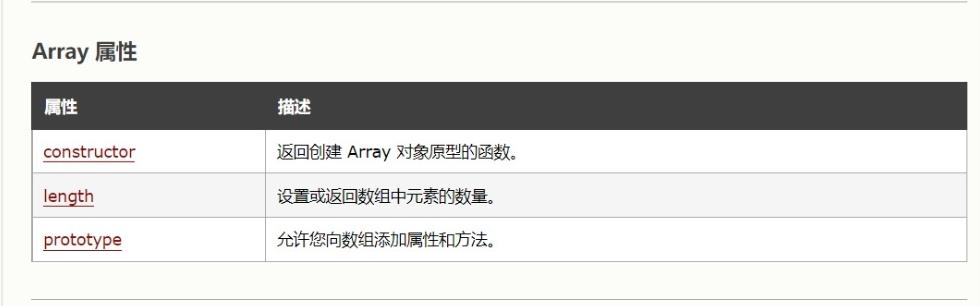 Array 属性
属性 描述
constructor 返回创建 Array 对象原型的函数。
length 设置或返回数组中元素的数量。
prototype 允许您向数组添加属性和方法。